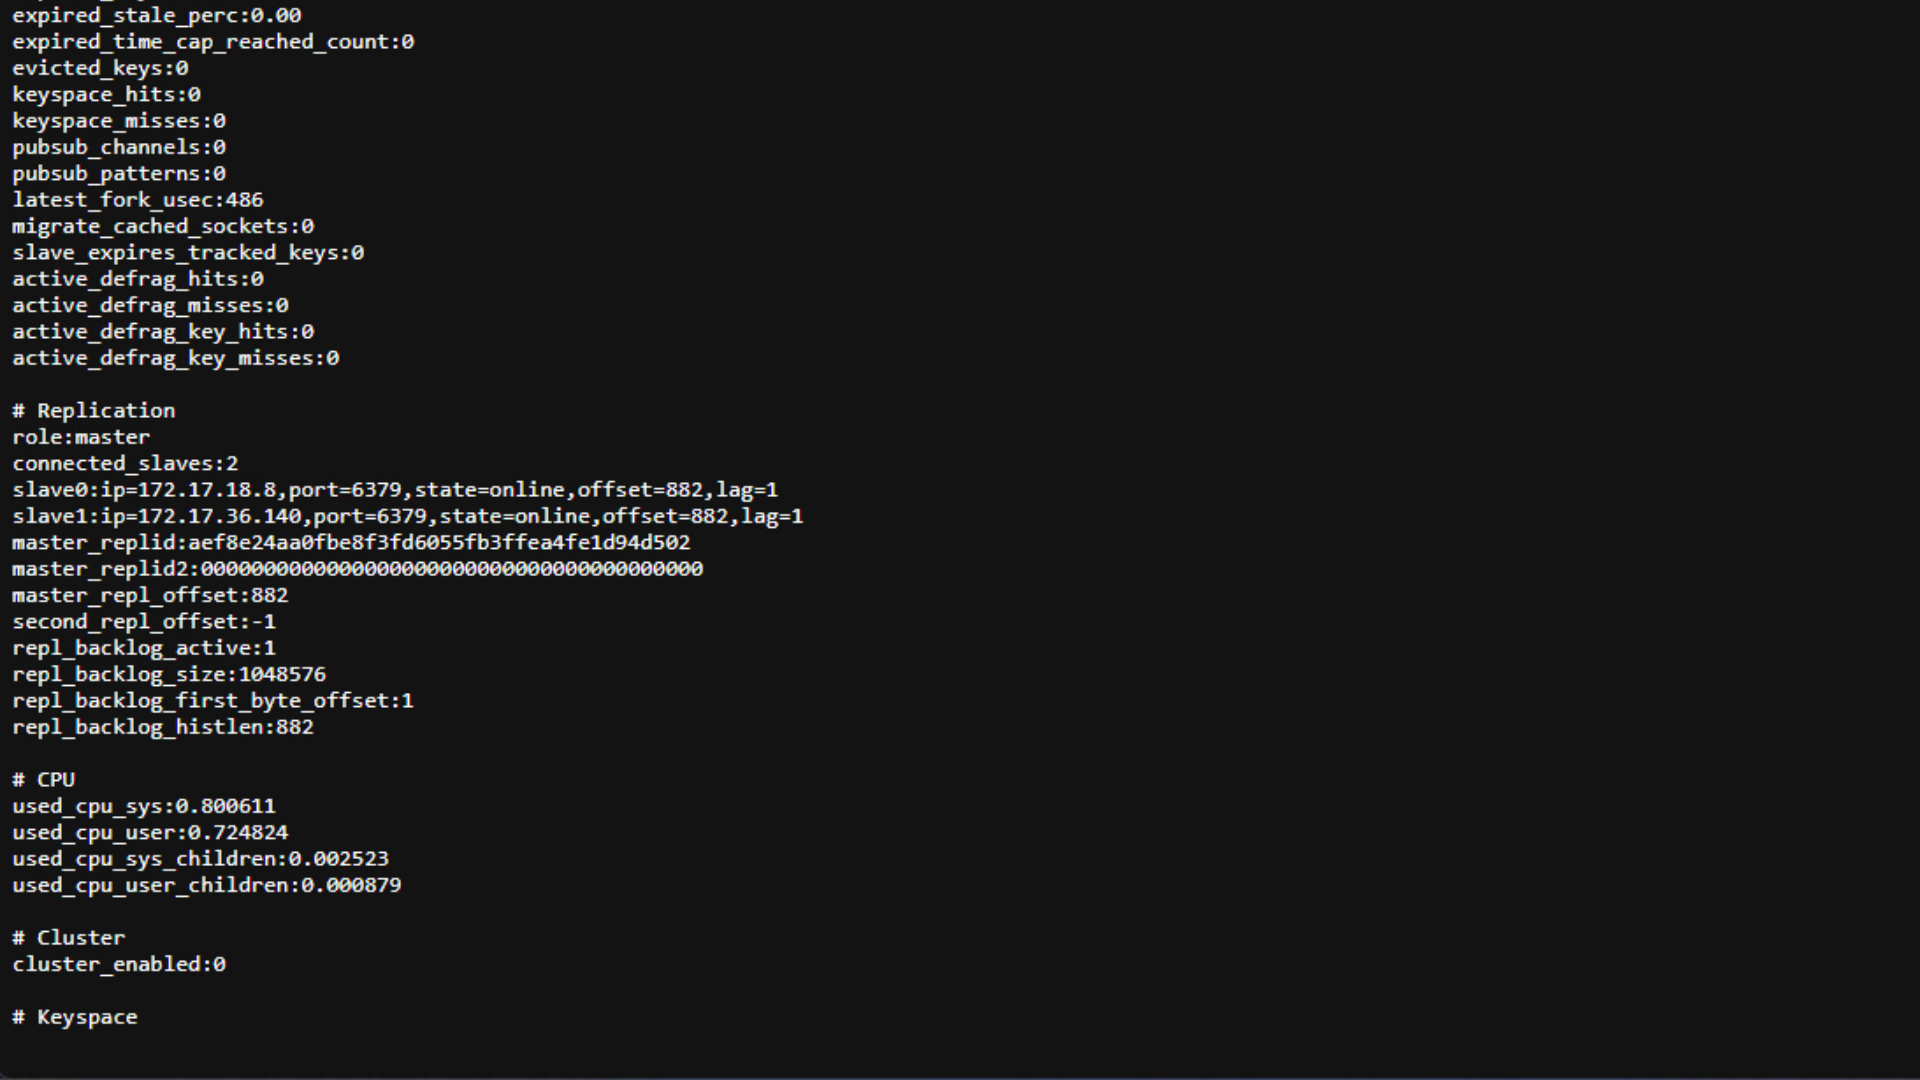 expired_stale_perc:0.00
expired_time_cap_reached_count:0
evicted_keys:0
keyspace_hits:0
keyspace_misses:0
pubsub_channels:0
pubsub_patterns:0
latest_fork_usec:486
migrate_cached_sockets:0
slave_expires_tracked_keys:0
active_defrag_hits:0
active_defrag_misses:0
active_defrag_key_hits:0
active_defrag_key_misses:0
# Replication
role:master
connected_slaves:2
slave0:ip=172.17.18.8,port=6379,state=online,offset=882,lag=1
slave1:ip=172.17.36.140,port=6379,state=online,offset=882,lag=1
master_replid:aef8e24aa0fbe8f3fd6055fb3ffea4fe1d94d502
master_replid2:0000000000000000000000000000000000000000
master_repl_offset:882
second_repl_offset:-1
repl_backlog_active:1
repl_backlog_size:1048576
repl_backlog_first_byte_offset:1
repl_backlog_histlen:882
# CPU
used_cpu_sys:0.800611
used_cpu_user:0.724824
used_cpu_sys_children:0.002523
used_cpu_user_children:0.000879
# Cluster
cluster_enabled:0
# Keyspace